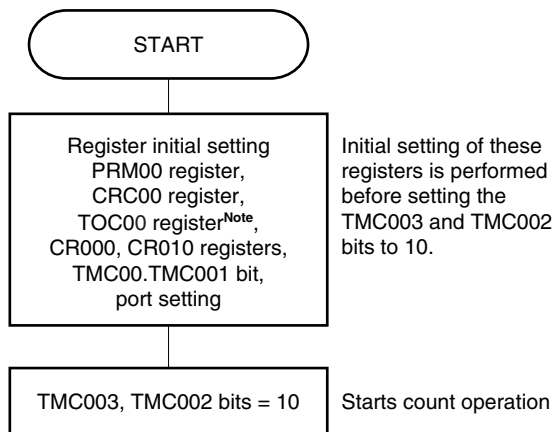 START
Register initial setting
PRM00 register,
CRC00 register,
TOC00 registerNote,
CR000, CR010 registers,
TMC00.TMC001 bit,
port setting
Initial setting of these
registers is performed
before setting the
TMC003 and TMC002
bits to 10.
TMC003, TMC002 bits = 10
Starts count operation